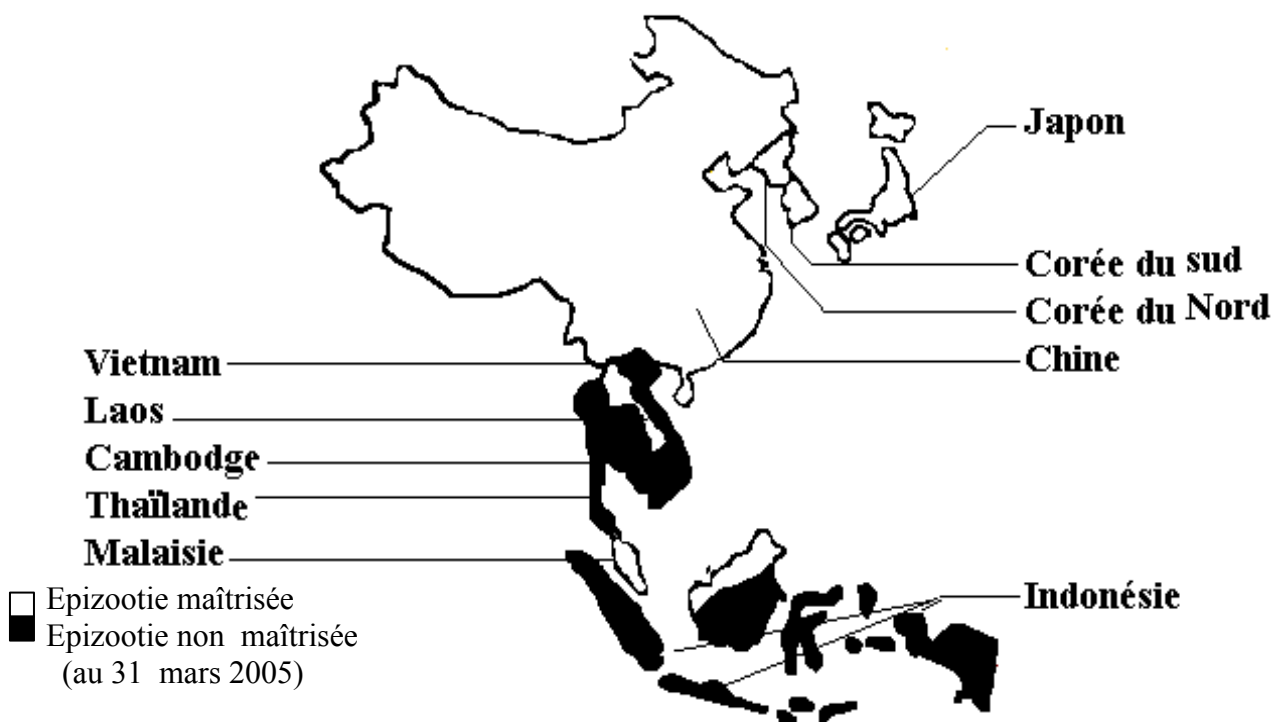 Japon
Corée du sud
Corée du Nord
Chine
Vietnam
Laos
Cambodge
Thaïlande
Malaisie
Indonésie
Epizootie maîtrisée
Epizootie non maîtrisée
(au 31 mars 2005)